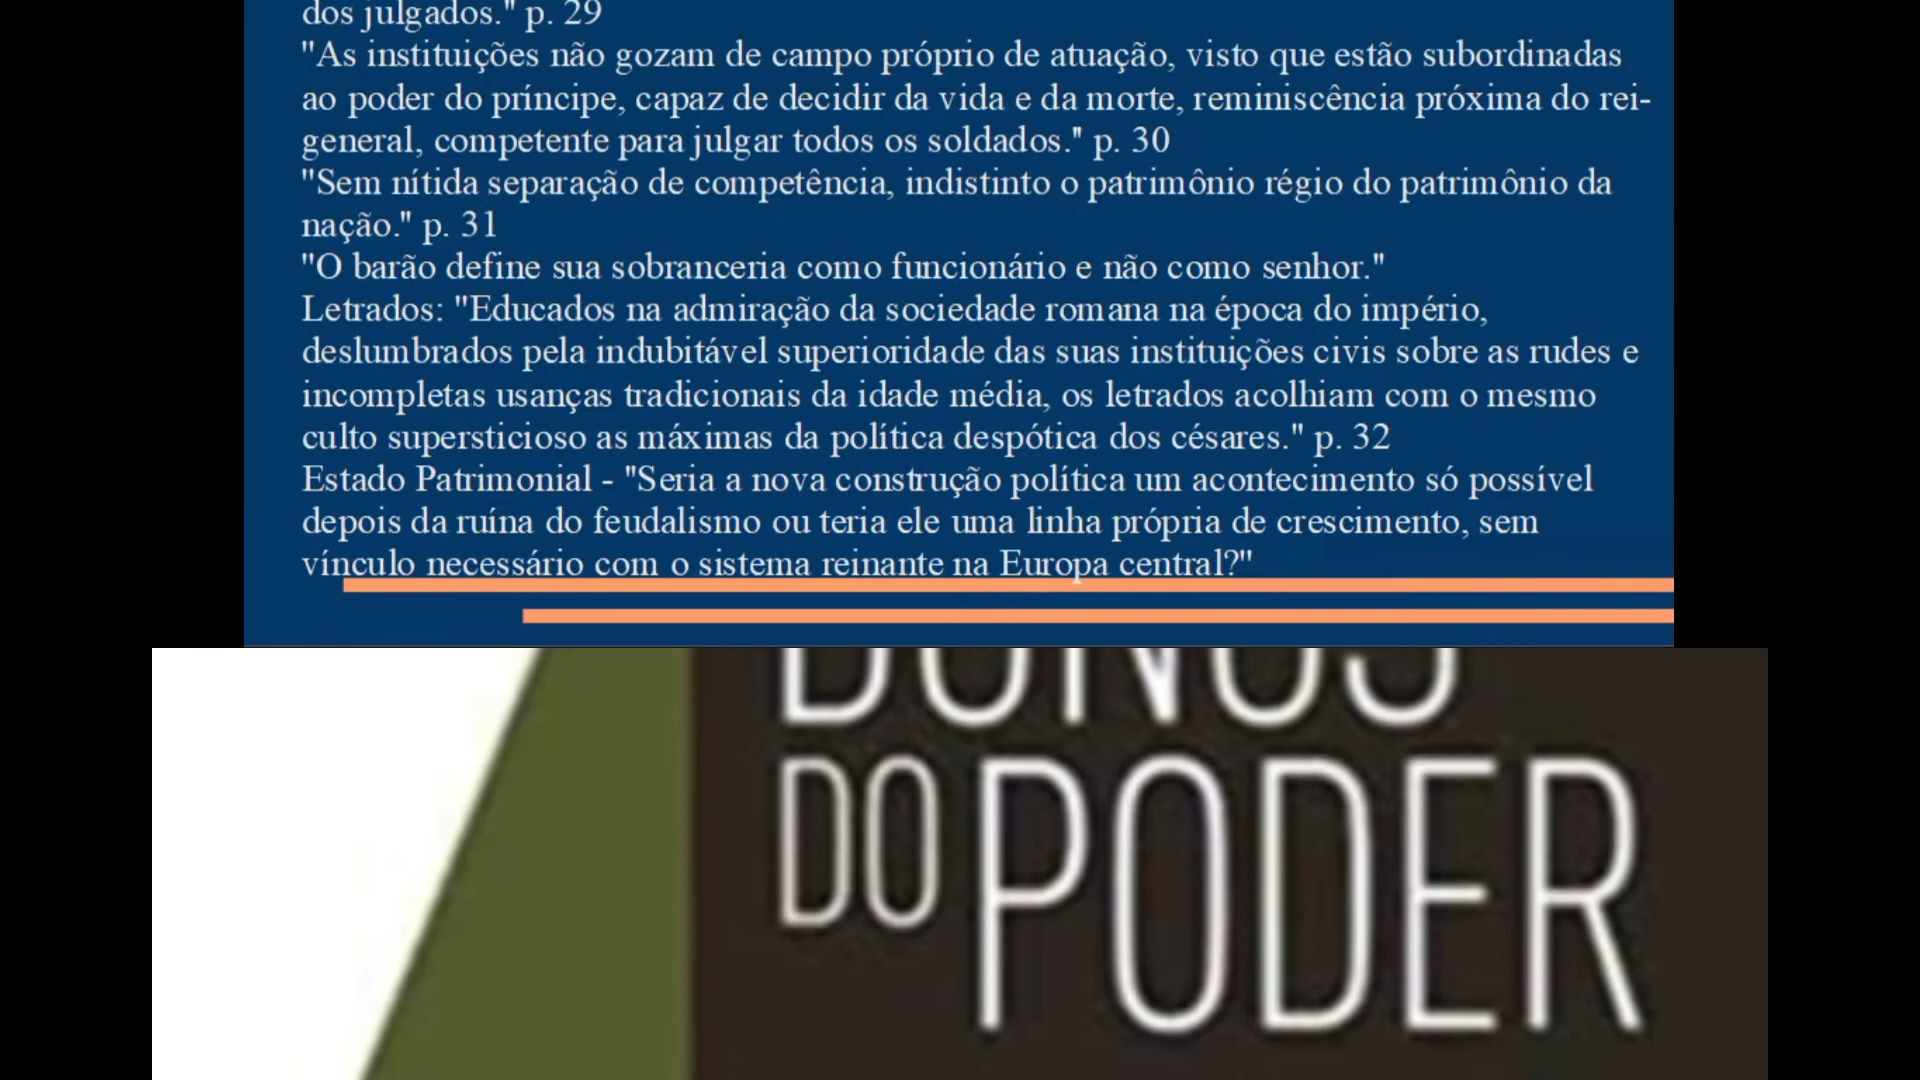 dos julgados." p. 29
"As instituições não gozam de campo próprio de atuação, visto que estão subordinadas
ao poder do príncipe, capaz de decidir da vida e da morte, reminiscência próxima do rei-
general, competente para julgar todos os soldados." p. 30
"Sem nítida separação de competência, indistinto o patrimônio régio do patrimônio da
nação." p. 31
"O barão define sua sobranceria como funcionário e não como senhor."
Letrados: "Educados na admiração da sociedade romana na época do império,
deslumbrados pela indubitável superioridade das suas instituições civis sobre as rudes e
incompletas usanças tradicionais da idade média, os letrados acolhiam com o mesmo
culto supersticioso as máximas da política despótica dos césares." p. 32
Estado Patrimonial - "Seria a nova construção política um acontecimento só possível
depois da ruína do feudalismo ou teria ele uma linha própria de crescimento, sem
vínculo necessário com o sistema reinante na Europa central?"
DONOS
DO PODER